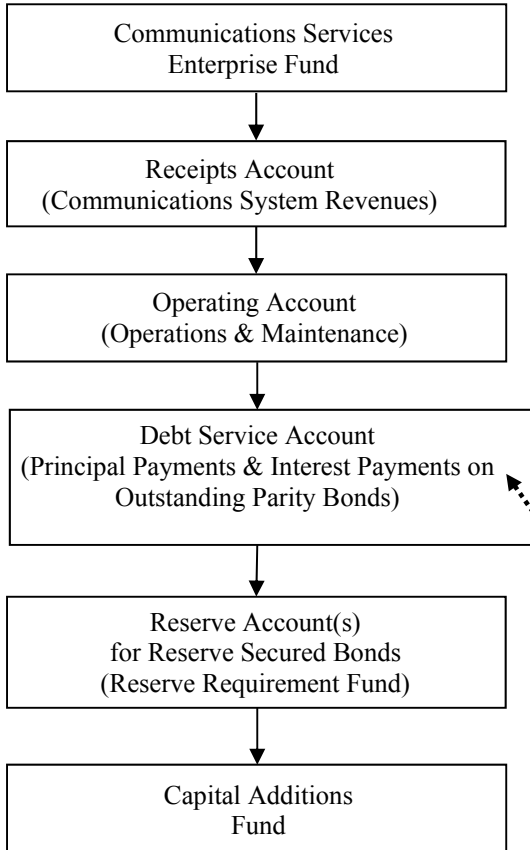 Communications Services
Enterprise Fund
Receipts Account
(Communications System Revenues)
Operating Account
(Operations & Maintenance)
Debt Service Account
(Principal Payments & Interest Payments on
Outstanding Parity Bonds)
Reserve Account(s)
for Reserve Secured Bonds
(Reserve Requirement Fund)
Capital Additions
Fund